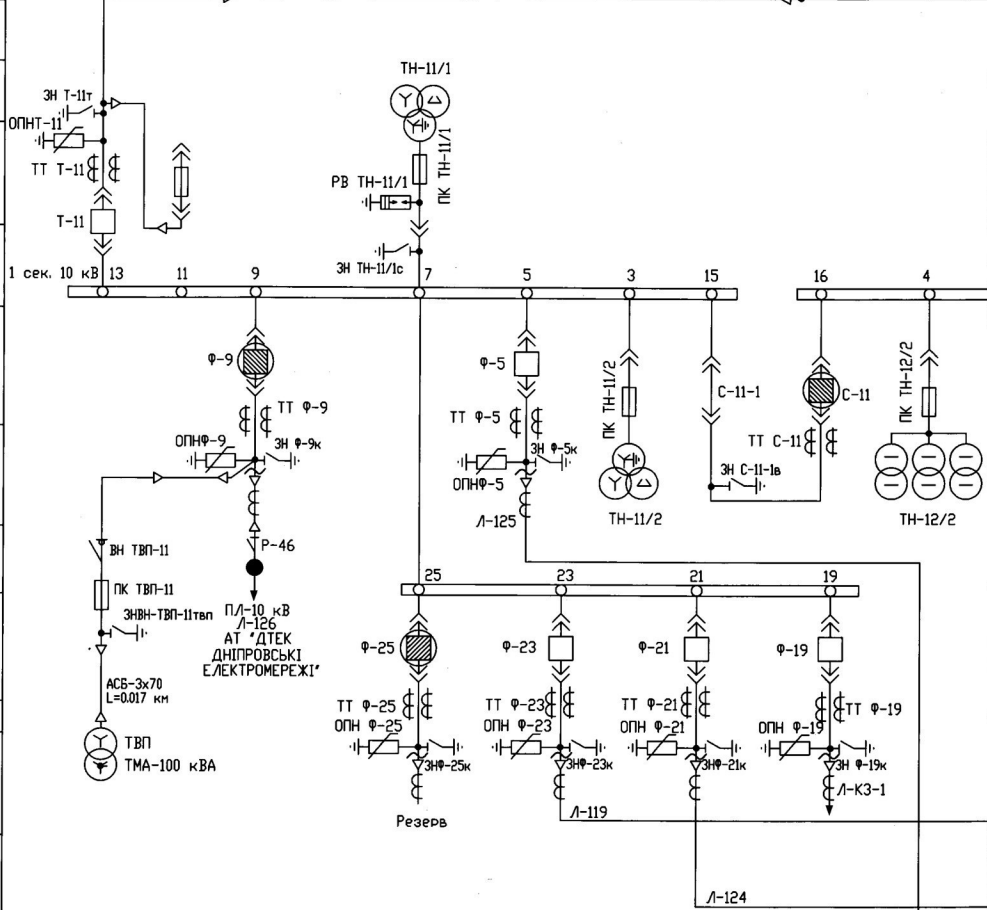 ТН-11/1
ЗН Т-11т
ОПНТ-11
ТТ Т-11
Т-11
ПК ТН-11/1
РВ ТН-11/1
ЗН ТН-11/1с
1 сек. 10 кВ
13
11
9
7
5
3
15
16
4
Ф-9
ТТ Ф-9
ОПНФ-9
ЗН Ф-9к
Ф-5
ТТ Ф-5
ОПНФ-5
ЗН Ф-5к
Л-125
ПК ТН-11/2
ТН-11/2
С-11-1
ЗН С-11-1в
С-11
ТТ С-11
ПК ТН-12/2
ТН-12/2
ВН ТВП-11
ПК ТВП-11
ЗНВН-ТВП-11твп
АСБ-3х70
L=0.017 км
ТВП
ТМА-100 кВА
Р-46
ПЛ-10 кВ
Л-126
АТ "ДТЕК
ДНІПРОВСЬКІ
ЕЛЕКТРОМЕРЕЖІ"
25
23
21
19
Ф-25
ТТ Ф-25
ОПН Ф-25
ЗНФ-25к
Резерв
Ф-23
ТТ Ф-23
ОПН Ф-23
ЗНФ-23к
Л-119
Ф-21
ТТ Ф-21
ОПН Ф-21
ЗНФ-21к
Л-124
Ф-19
ТТ Ф-19
ОПН Ф-19
ЗН Ф-19к
Л-КЗ-1